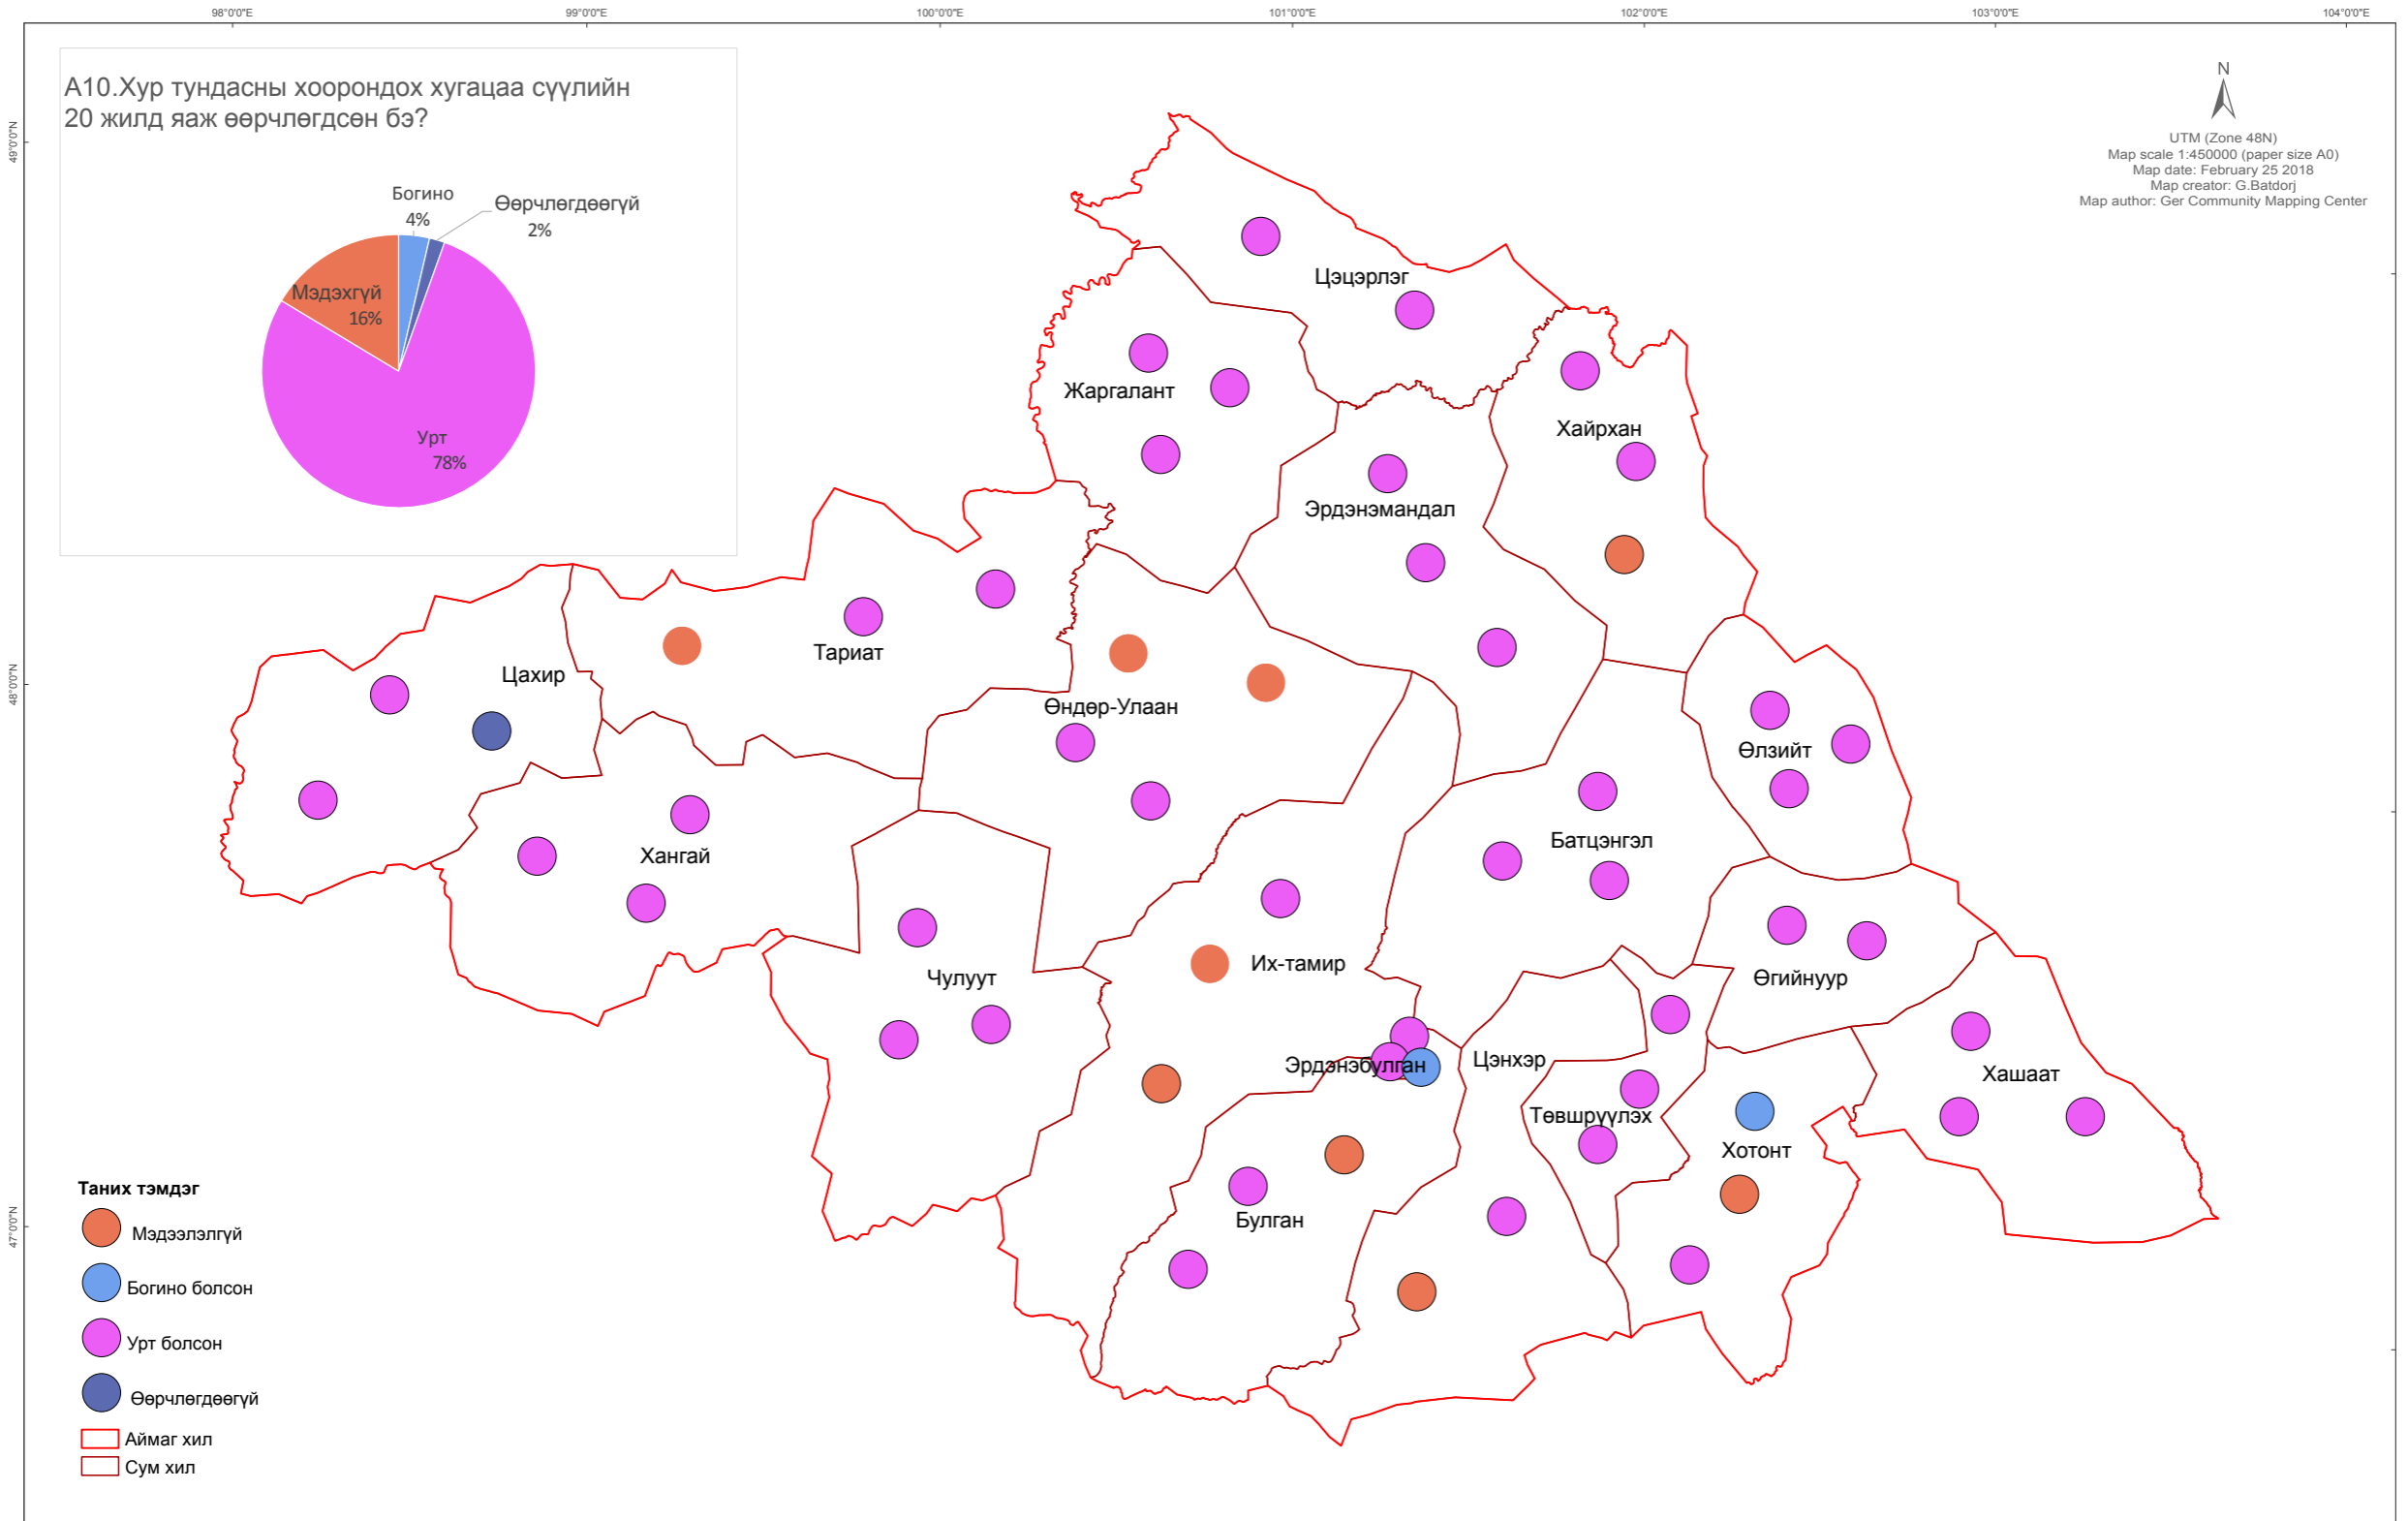 98°0'0"E
99°0'0"E
100°0'0"E
101°0'0"E
102°0'0"E
103°0'0"E
104°0'0"E
49°0'0"N
48°0'0"N
47°0'0"N
А10.Хур тундасны хоорондох хугацаа сүүлийн
20 жилд яаж өөрчлөгдсөн бэ?
Богино
4%
Өөрчлөгдөөгүй
2%
Мэдэхгүй
16%
Урт
78%
N
UTM (Zone 48N)
Map scale 1:450000 (paper size A0)
Map date: February 25 2018
Map creator: G.Batdorj
Map author: Ger Community Mapping Center
Цэцэрлэг
Жаргалант
Хайрхан
Эрдэнэмандал
Тариат
Цахир
Өндөр-Улаан
Өлзийт
Батцэнгэл
Хангай
Их-тамир
Чулуут
Өгийнуур
Эрдэнэбулган
Цэнхэр
Хашаат
Төвшрүүлэх
Хотонт
Булган
Таних тэмдэг
Мэдээлэлгүй
Богино болсон
Урт болсон
Өөрчлөгдөөгүй
Аймаг хил
Сум хил